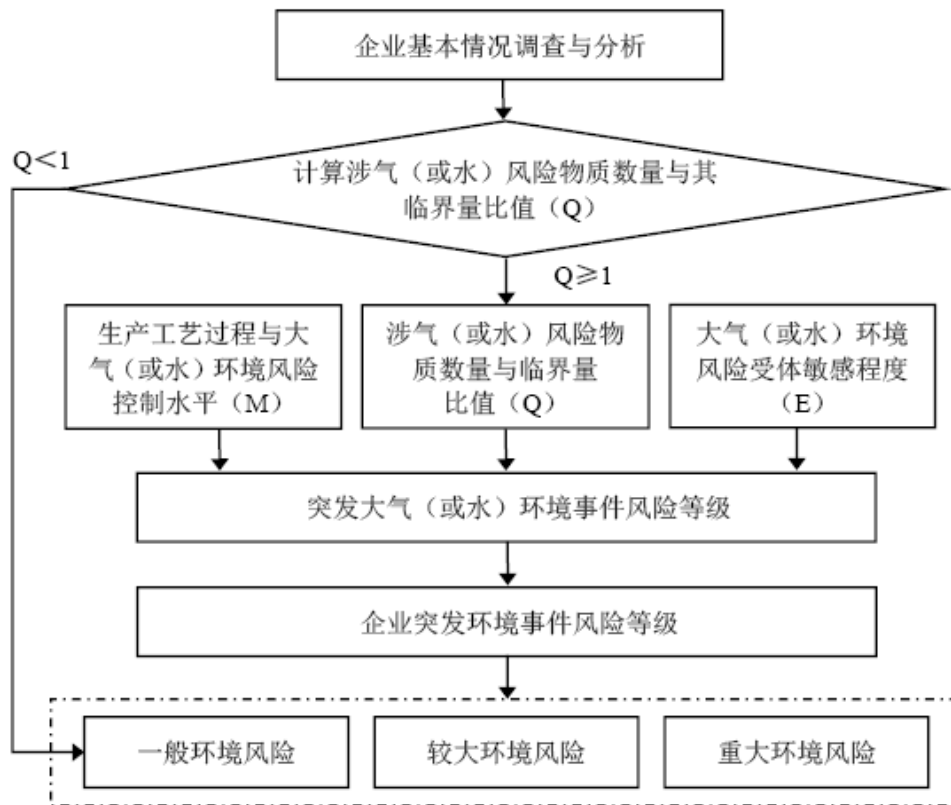 企业基本情况调查与分析
Q＜1
计算涉气（或水）风险物质数量与其
临界量比值（Q）
Q≥1
生产工艺过程与大
气（或水）环境风险
控制水平（M）
涉气（或水）风险物
质数量与临界量
比值（Q）
大气（或水）环境
风险受体敏感程度
（E）
突发大气（或水）环境事件风险等级
企业突发环境事件风险等级
一般环境风险
较大环境风险
重大环境风险